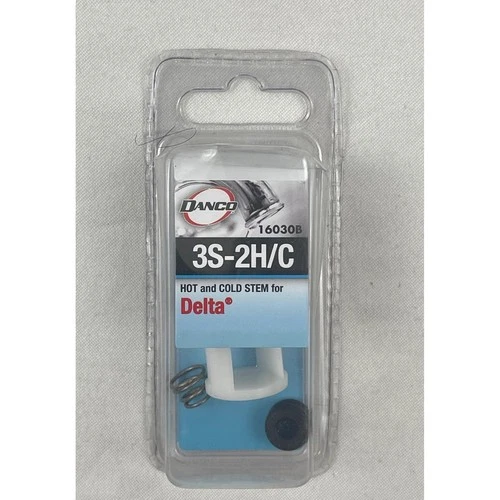 DANCO
16030B
3S-2H/C
HOT and COLD STEM for
Delta®